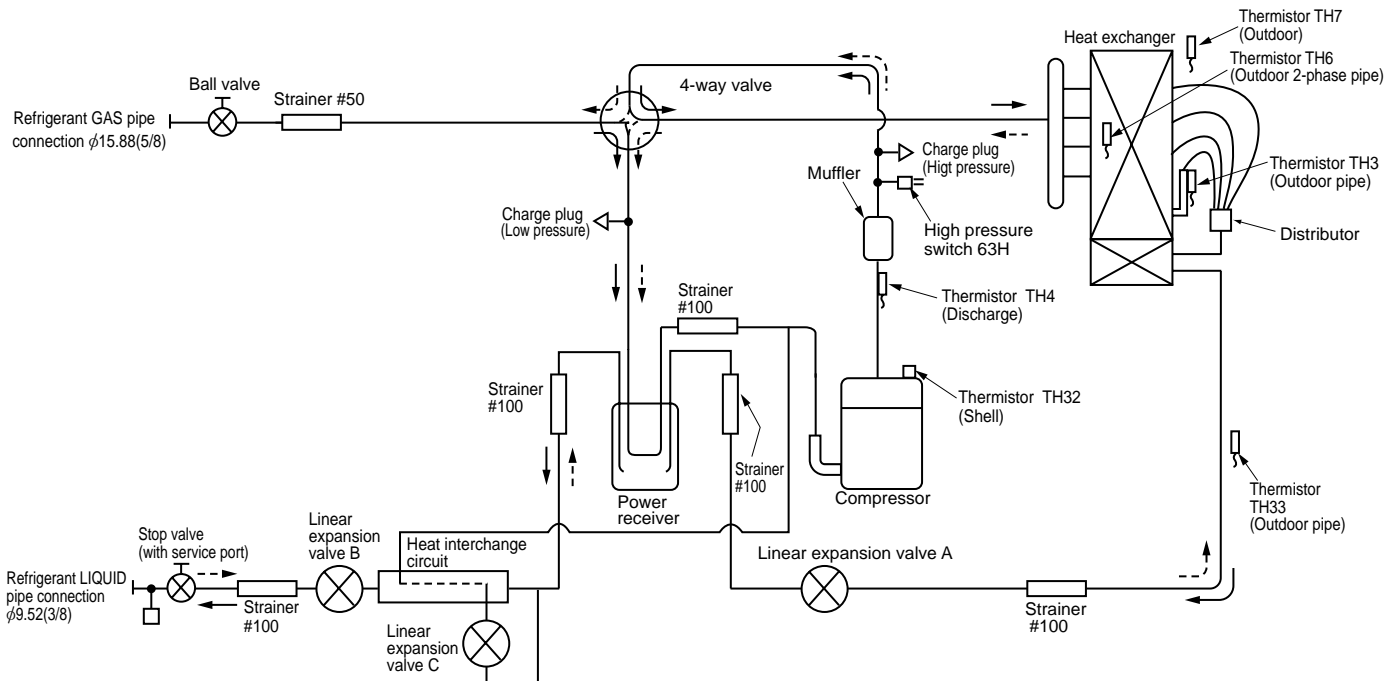 Thermistor TH7
(Outdoor)
Heat exchanger
Thermistor TH6
(Outdoor 2-phase pipe)
Ball valve
Strainer #50
4-way valve
Refrigerant GAS pipe
connection ϕ15.88(5/8)
Charge plug
(Higt pressure)
Muffler
Thermistor TH3
(Outdoor pipe)
Charge plug
(Low pressure)
High pressure
switch 63H
Distributor
Strainer
#100
Thermistor TH4
(Discharge)
Strainer
#100
Thermistor TH32
(Shell)
Strainer
#100
Power
receiver
Compressor
Thermistor
TH33
(Outdoor pipe)
Stop valve
(with service port)
Linear
expansion
valve B
Heat interchange
circuit
Linear expansion valve A
Refrigerant LIQUID
pipe connection
ϕ9.52(3/8)
Strainer
#100
Linear
expansion
valve C
Strainer
#100